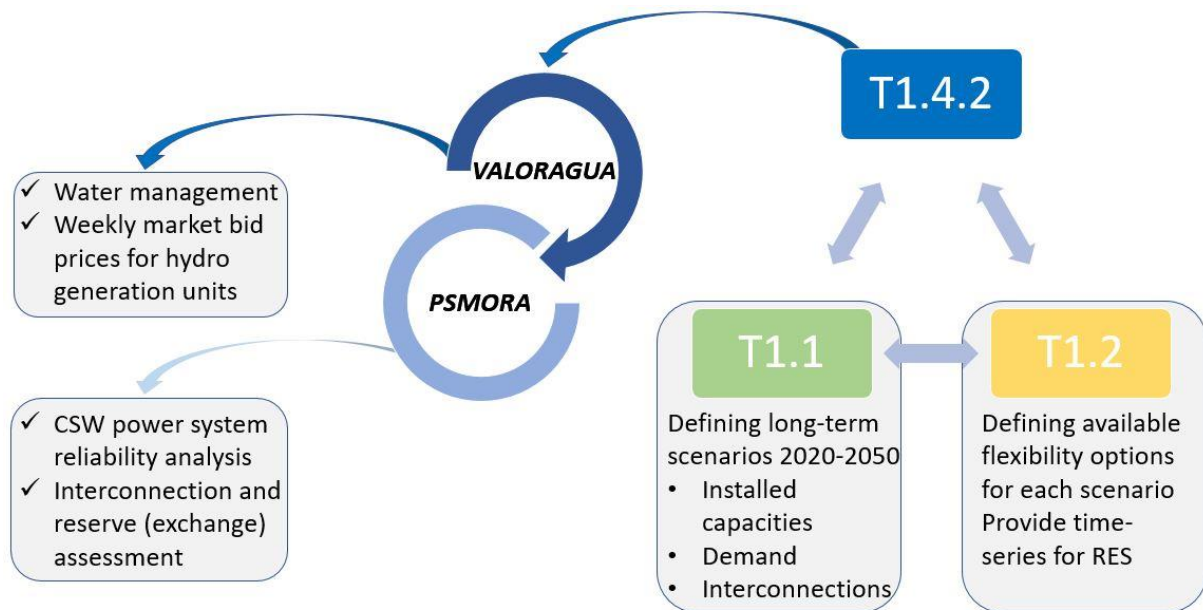 T1.4.2
VALORAGUA
✓ Water management
✓ Weekly market bid
prices for hydro
generation units
PSMORA
✓ CSW power system
reliability analysis
✓ Interconnection and
reserve (exchange)
assessment
T1.1
Defining long-term
scenarios 2020-2050
• Installed
capacities
• Demand
• Interconnections
T1.2
Defining available
flexibility options
for each scenario
Provide time-
series for RES